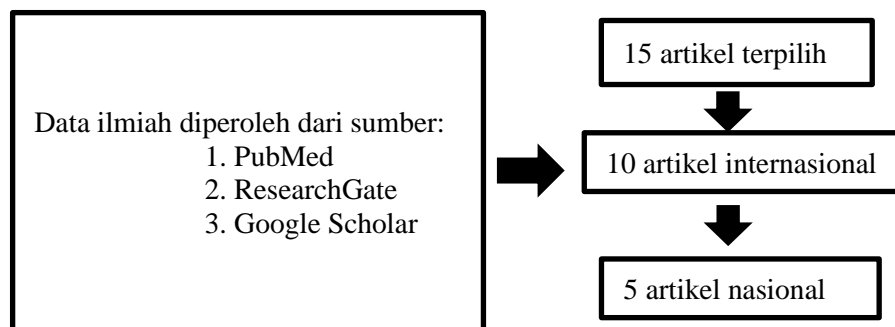 Data ilmiah diperoleh dari sumber:
1. PubMed
2. ResearchGate
3. Google Scholar
15 artikel terpilih
10 artikel internasional
5 artikel nasional